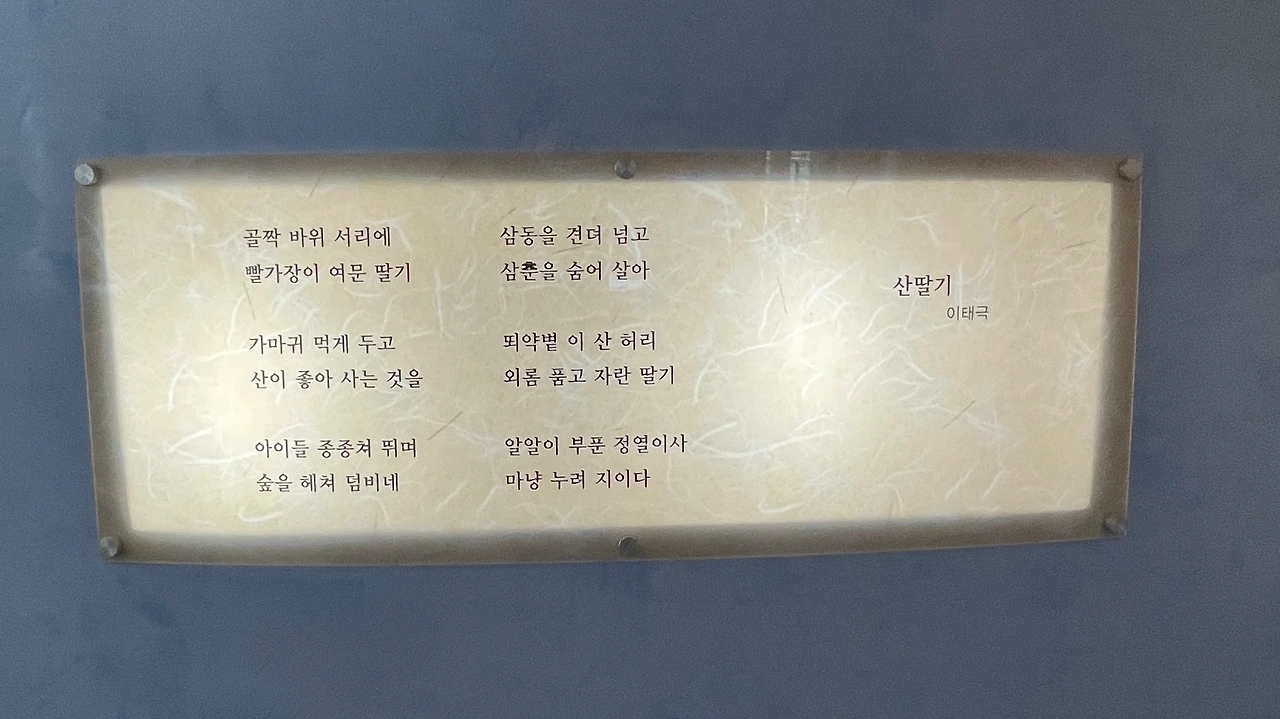 산딸기
이태극
골짝 바위 서리에
빨가장이 여문 딸기
가마귀 먹게 두고
산이 좋아 사는 것을
아이들 종종쳐 뛰며
숲을 헤쳐 덤비네
삼동을 견뎌 넘고
삼춘을 숨어 살아
뙤약볕 이 산 허리
외롬 품고 자란 딸기
알알이 부푼 정열이사
마냥 누려 지이다